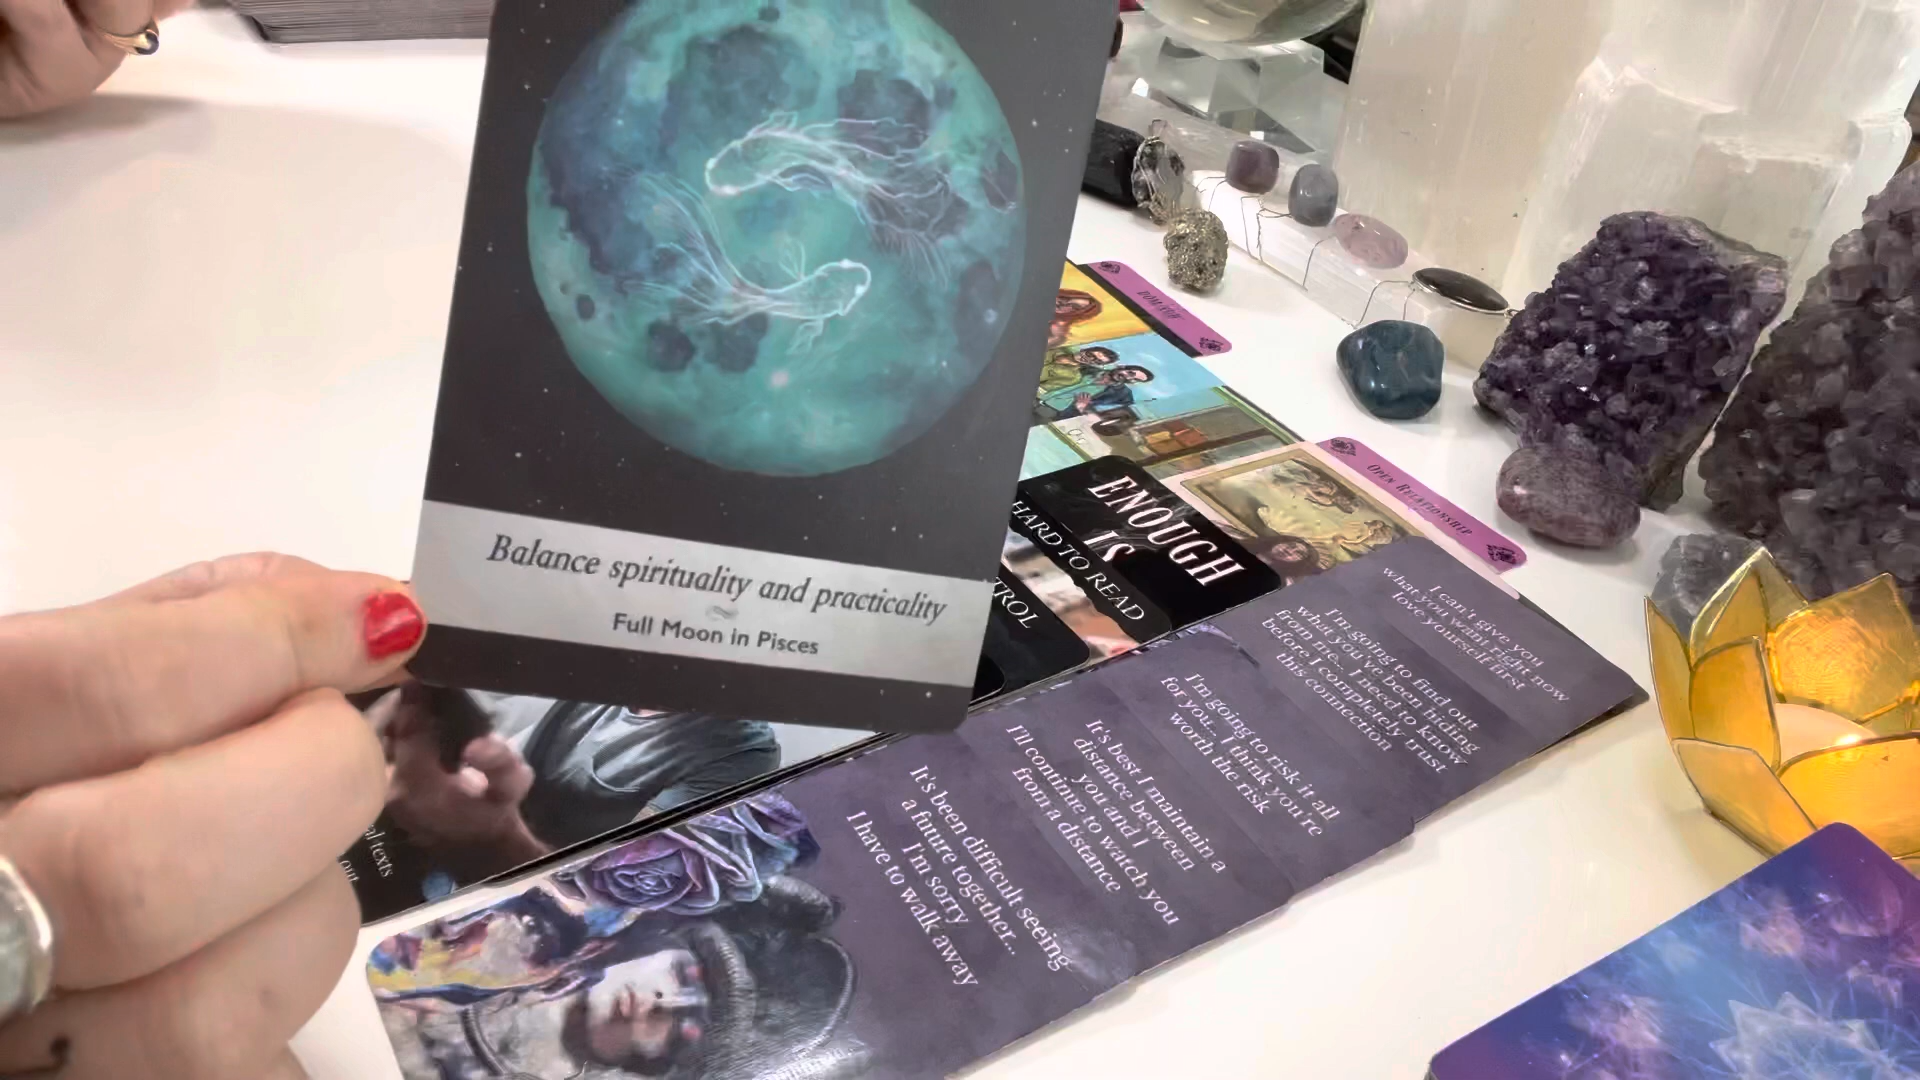 Balance spirituality and practicality
Full Moon in Pisces
OPEN RELATIONSHIP
ENOUGH
IS
HARD TO READ
TROL
I can't give you
what you want right now
love yourself first
I'm going to find out
what you've been hiding
from me... I need to know
before I completely trust
this connection
I'm going to risk it all
for you... I think you're
worth the risk
It's best I maintain a
distance between
you and I
I'll continue to watch you
from a distance
It's been difficult seeing
a future together...
I'm sorry
I have to walk away
al texts
out